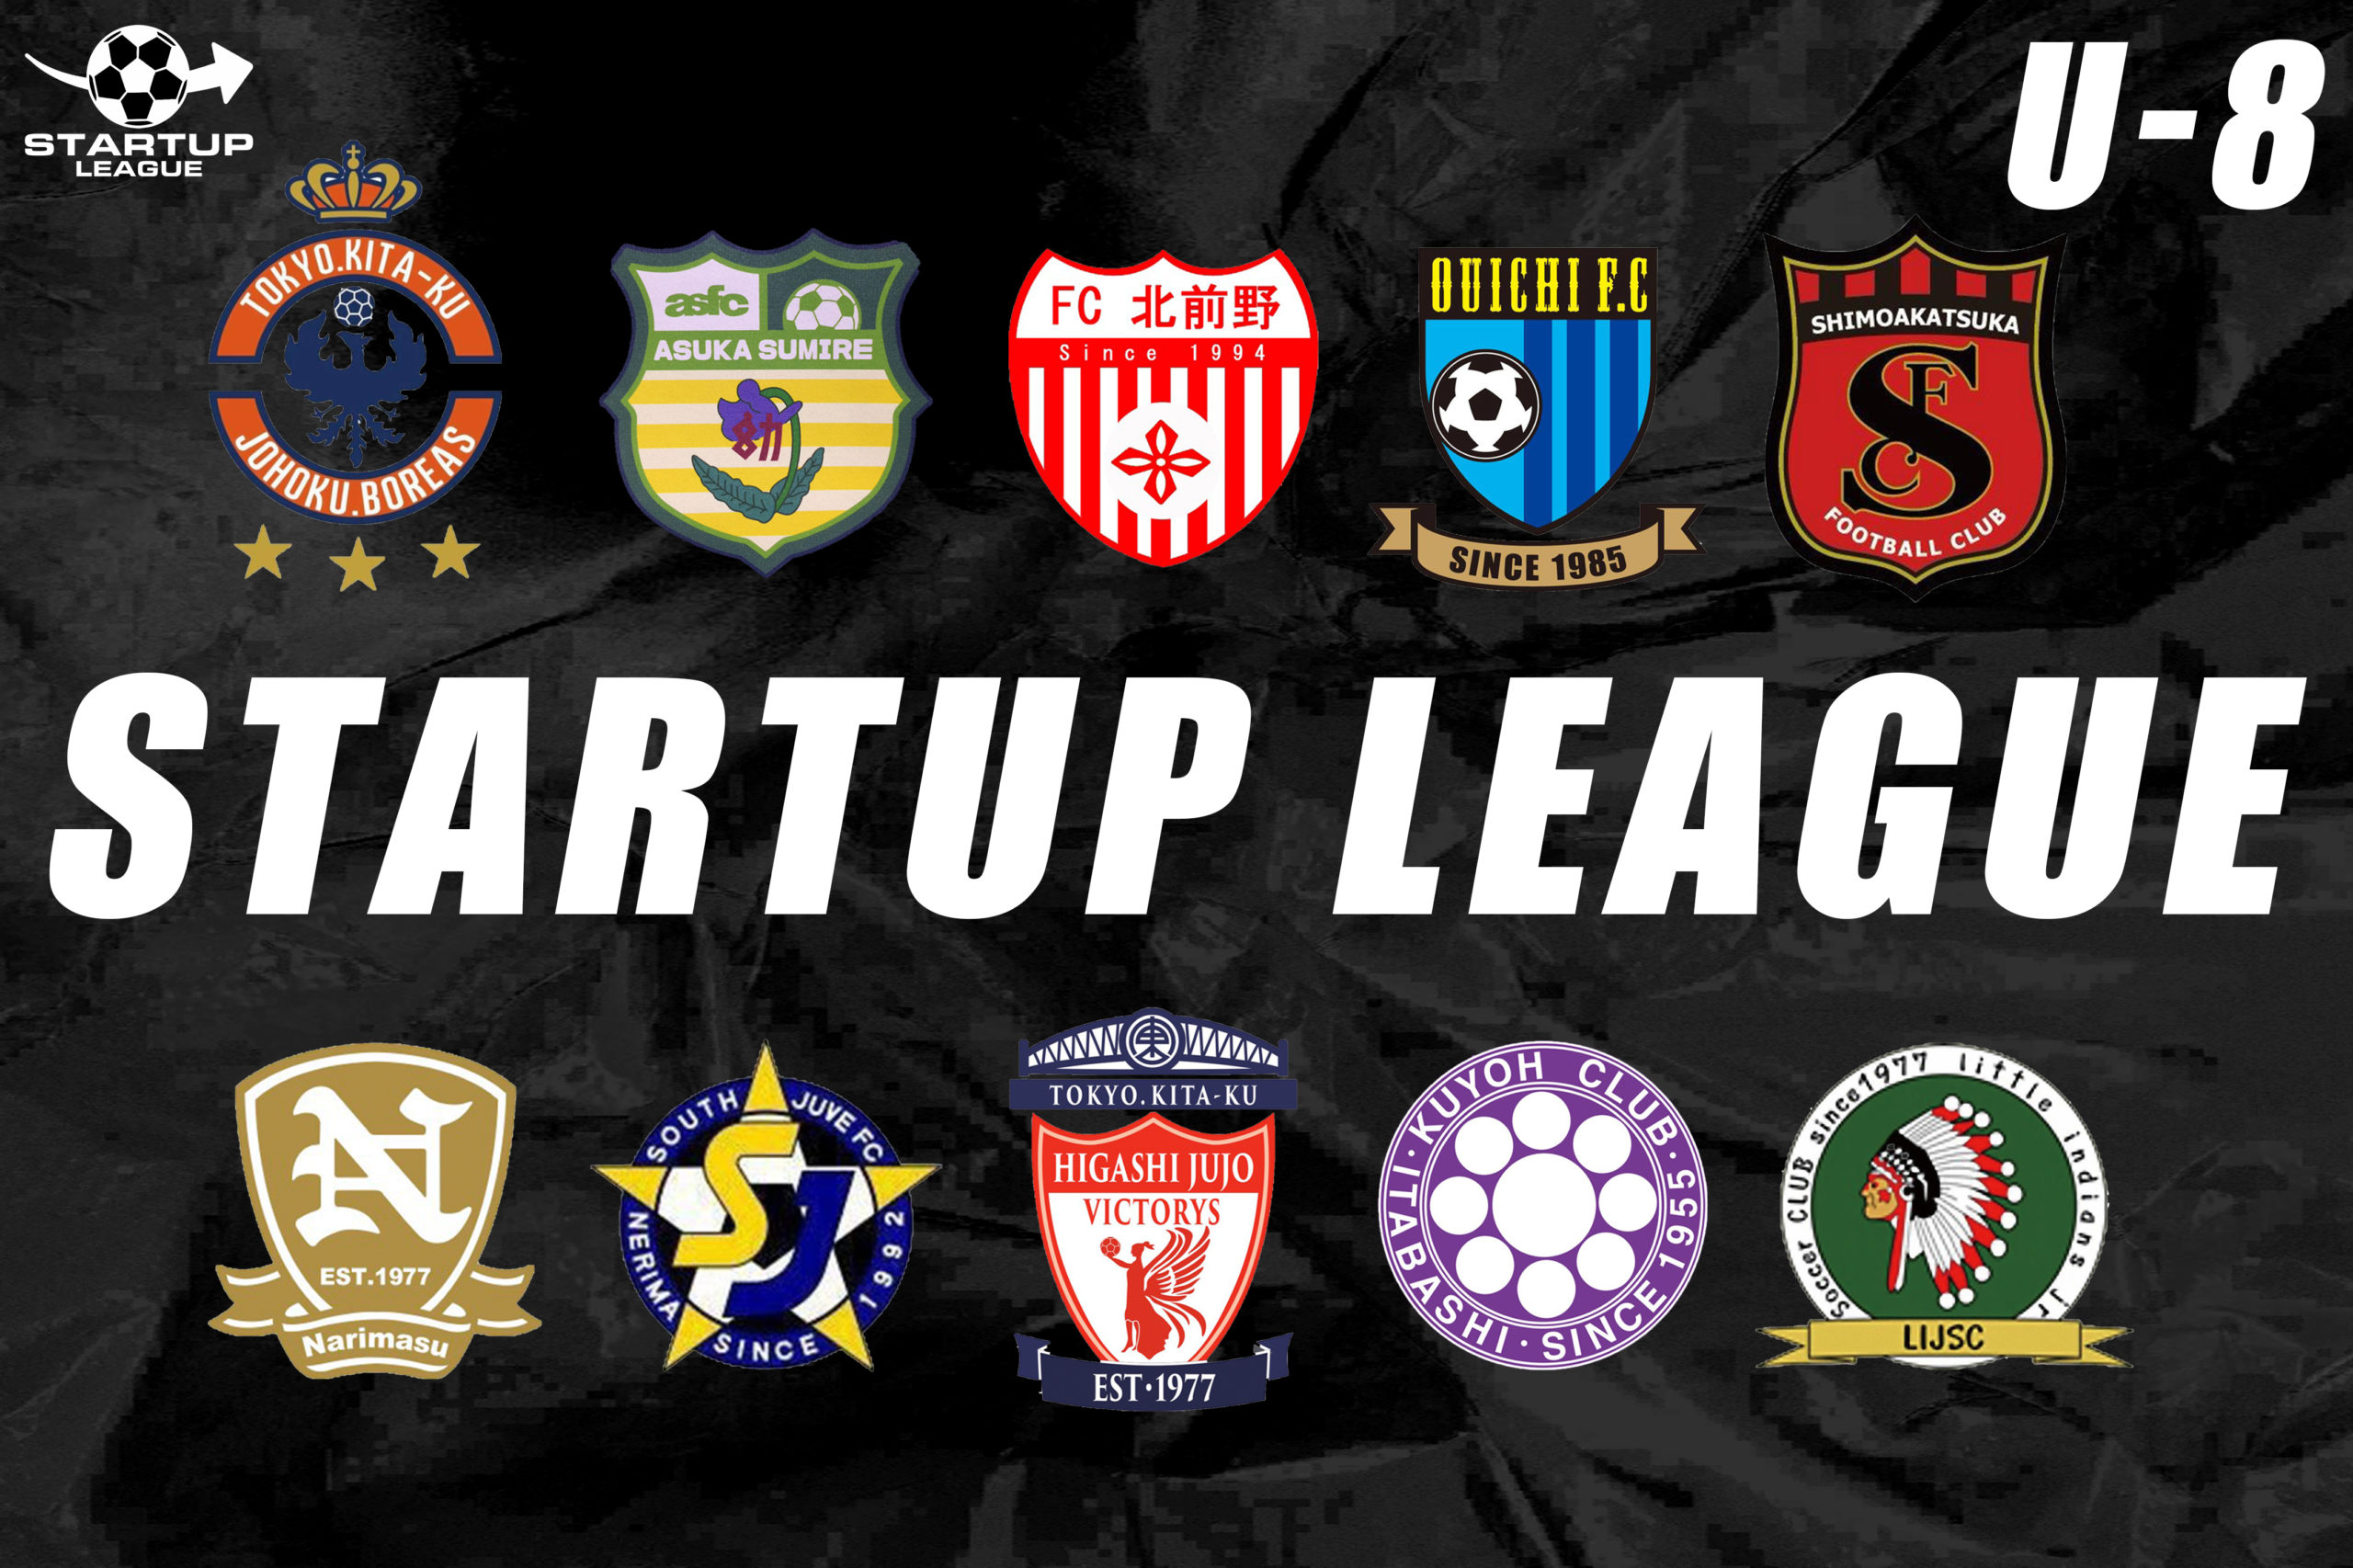 STARTUP
LEAGUE
U-8
TOKYO.KITA-KU
JOHOKU.BOREAS
asfc
ASUKA SUMIRE
FC 北前野
Since 1994
OUICHI F.C
SINCE 1985
SHIMOAKATSUKA
SFC
FOOTBALL CLUB
STARTUP LEAGUE
N
EST.1977
Narimasu
SOUTH JUVE FC
SJ
NERIMA SINCE 1992
東
TOKYO.KITA-KU
HIGASHI JUJO
VICTORYS
EST·1977
KUYOH CLUB
ITABASHI · SINCE 1955
Soccer CLUB since1977 little indians jr
LIJSC